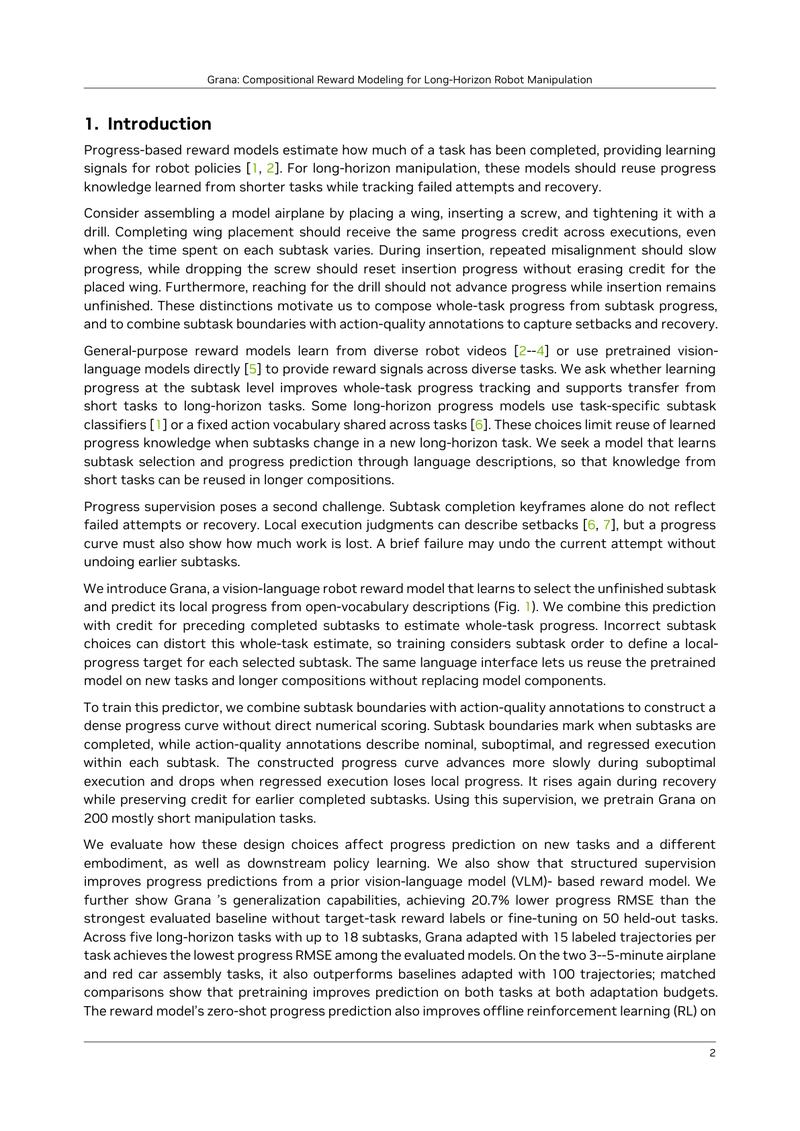 Grana: Compositional Reward Modeling for Long-Horizon Robot Manipulation
1. Introduction
Progress-based reward models estimate how much of a task has been completed, providing learning
signals for robot policies [1, 2]. For long-horizon manipulation, these models should reuse progress
knowledge learned from shorter tasks while tracking failed attempts and recovery.
Consider assembling a model airplane by placing a wing, inserting a screw, and tightening it with a
drill. Completing wing placement should receive the same progress credit across executions, even
when the time spent on each subtask varies. During insertion, repeated misalignment should slow
progress, while dropping the screw should reset insertion progress without erasing credit for the
placed wing. Furthermore, reaching for the drill should not advance progress while insertion remains
unfinished. These distinctions motivate us to compose whole-task progress from subtask progress,
and to combine subtask boundaries with action-quality annotations to capture setbacks and recovery.
General-purpose reward models learn from diverse robot videos [2--4] or use pretrained vision-
language models directly [5] to provide reward signals across diverse tasks. We ask whether learning
progress at the subtask level improves whole-task progress tracking and supports transfer from
short tasks to long-horizon tasks. Some long-horizon progress models use task-specific subtask
classifiers [1] or a fixed action vocabulary shared across tasks [6]. These choices limit reuse of learned
progress knowledge when subtasks change in a new long-horizon task. We seek a model that learns
subtask selection and progress prediction through language descriptions, so that knowledge from
short tasks can be reused in longer compositions.
Progress supervision poses a second challenge. Subtask completion keyframes alone do not reflect
failed attempts or recovery. Local execution judgments can describe setbacks [6, 7], but a progress
curve must also show how much work is lost. A brief failure may undo the current attempt without
undoing earlier subtasks.
We introduce Grana, a vision-language robot reward model that learns to select the unfinished subtask
and predict its local progress from open-vocabulary descriptions (Fig. 1). We combine this prediction
with credit for preceding completed subtasks to estimate whole-task progress. Incorrect subtask
choices can distort this whole-task estimate, so training considers subtask order to define a local-
progress target for each selected subtask. The same language interface lets us reuse the pretrained
model on new tasks and longer compositions without replacing model components.
To train this predictor, we combine subtask boundaries with action-quality annotations to construct a
dense progress curve without direct numerical scoring. Subtask boundaries mark when subtasks are
completed, while action-quality annotations describe nominal, suboptimal, and regressed execution
within each subtask. The constructed progress curve advances more slowly during suboptimal
execution and drops when regressed execution loses local progress. It rises again during recovery
while preserving credit for earlier completed subtasks. Using this supervision, we pretrain Grana on
200 mostly short manipulation tasks.
We evaluate how these design choices affect progress prediction on new tasks and a different
embodiment, as well as downstream policy learning. We also show that structured supervision
improves progress predictions from a prior vision-language model (VLM)- based reward model. We
further show Grana 's generalization capabilities, achieving 20.7% lower progress RMSE than the
strongest evaluated baseline without target-task reward labels or fine-tuning on 50 held-out tasks.
Across five long-horizon tasks with up to 18 subtasks, Grana adapted with 15 labeled trajectories per
task achieves the lowest progress RMSE among the evaluated models. On the two 3--5-minute airplane
and red car assembly tasks, it also outperforms baselines adapted with 100 trajectories; matched
comparisons show that pretraining improves prediction on both tasks at both adaptation budgets.
The reward model's zero-shot progress prediction also improves offline reinforcement learning (RL) on
2